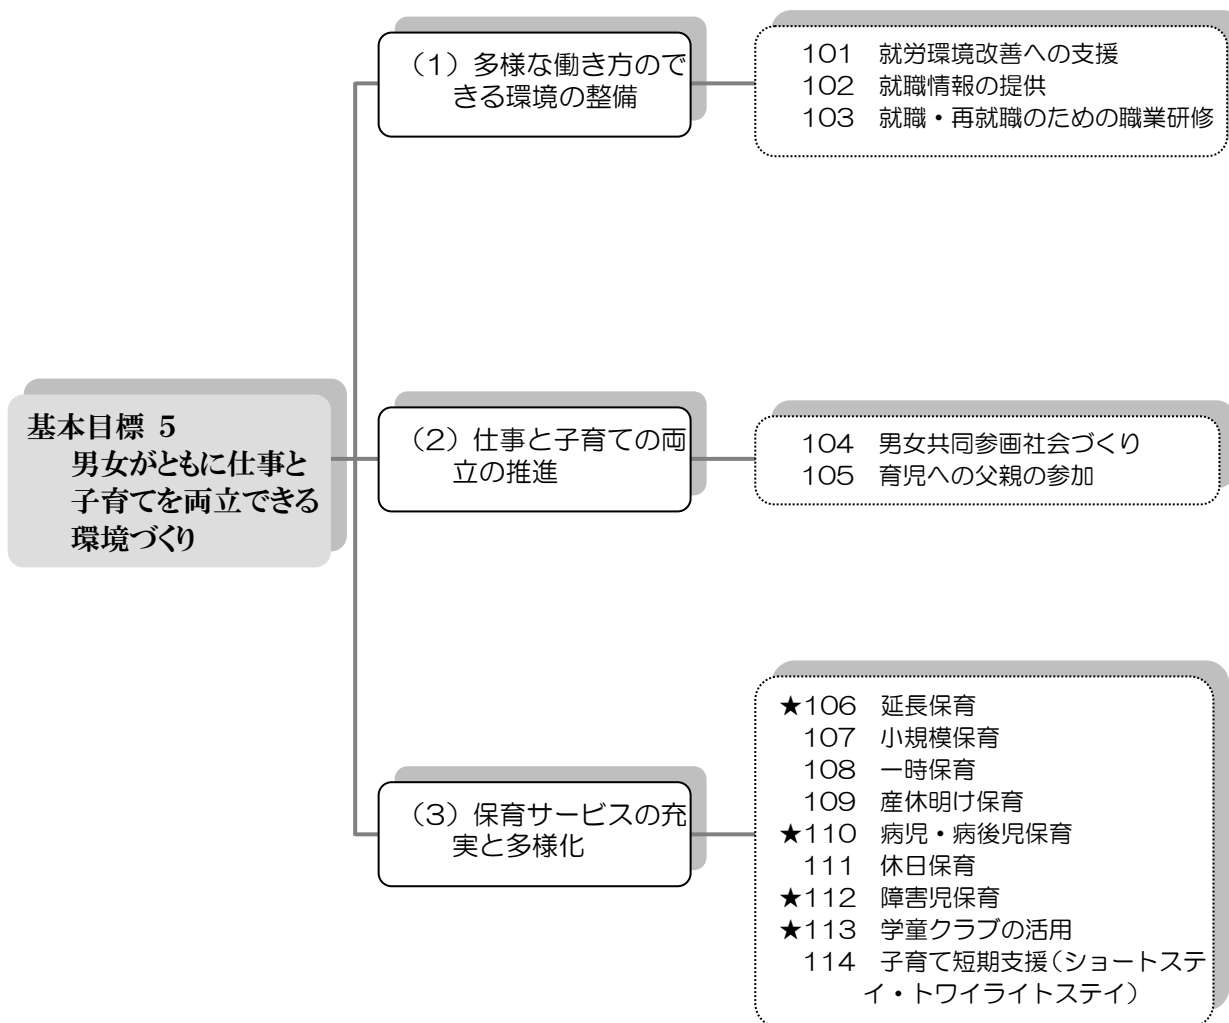 (1)多様な働き方ので
きる環境の整備
101 就労環境改善への支援
102 就職情報の提供
103 就職・再就職のための職業研修
基本目標 5
男女がともに仕事と
子育てを両立できる
環境づくり
(2)仕事と子育ての両
立の推進
104 男女共同参画社会づくり
105 育児への父親の参加
(3)保育サービスの充
実と多様化
★106 延長保育
107 小規模保育
108 一時保育
109 産休明け保育
★110 病児・病後児保育
111 休日保育
★112 障害児保育
★113 学童クラブの活用
114 子育て短期支援(ショートステ
イ・トワイライトステイ)